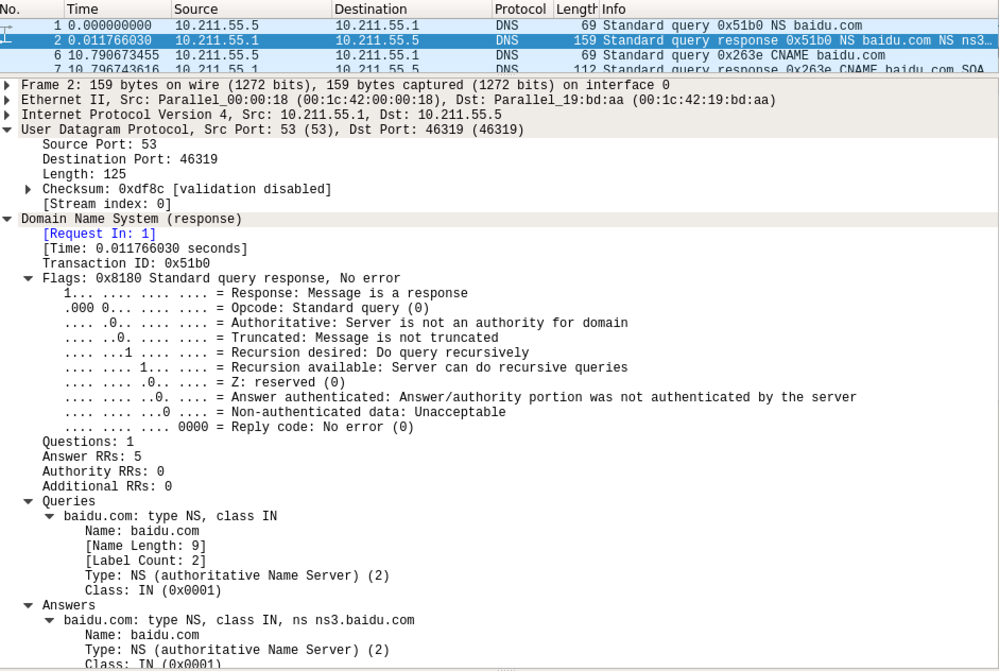 No. Time Source Destination Protocol Length Info
1 0.000000000 10.211.55.5 10.211.55.1 DNS 69 Standard query 0x51b0 NS baidu.com
2 0.011766030 10.211.55.1 10.211.55.5 DNS 159 Standard query response 0x51b0 NS baidu.com NS ns3…
6 10.790673455 10.211.55.5 10.211.55.1 DNS 69 Standard query 0x263e CNAME baidu.com
7 10.796743616 10.211.55.1 10.211.55.5 DNS 112 Standard query response 0x263e CNAME baidu.com SOA
Frame 2: 159 bytes on wire (1272 bits), 159 bytes captured (1272 bits) on interface 0
Ethernet II, Src: Parallel_00:00:18 (00:1c:42:00:00:18), Dst: Parallel_19:bd:aa (00:1c:42:19:bd:aa)
Internet Protocol Version 4, Src: 10.211.55.1, Dst: 10.211.55.5
User Datagram Protocol, Src Port: 53 (53), Dst Port: 46319 (46319)
Source Port: 53
Destination Port: 46319
Length: 125
Checksum: 0xdf8c [validation disabled]
[Stream index: 0]
Domain Name System (response)
[Request In: 1]
[Time: 0.011766030 seconds]
Transaction ID: 0x51b0
Flags: 0x8180 Standard query response, No error
1... .... .... .... = Response: Message is a response
.000 0... .... .... = Opcode: Standard query (0)
.... .0.. .... .... = Authoritative: Server is not an authority for domain
.... ..0. .... .... = Truncated: Message is not truncated
.... ...1 .... .... = Recursion desired: Do query recursively
.... .... 1... .... = Recursion available: Server can do recursive queries
.... .... .0.. .... = Z: reserved (0)
.... .... ..0. .... = Answer authenticated: Answer/authority portion was not authenticated by the server
.... .... ...0 .... = Non-authenticated data: Unacceptable
.... .... .... 0000 = Reply code: No error (0)
Questions: 1
Answer RRs: 5
Authority RRs: 0
Additional RRs: 0
Queries
baidu.com: type NS, class IN
Name: baidu.com
[Name Length: 9]
[Label Count: 2]
Type: NS (authoritative Name Server) (2)
Class: IN (0x0001)
Answers
baidu.com: type NS, class IN, ns ns3.baidu.com
Name: baidu.com
Type: NS (authoritative Name Server) (2)
Class: IN (0x0001)